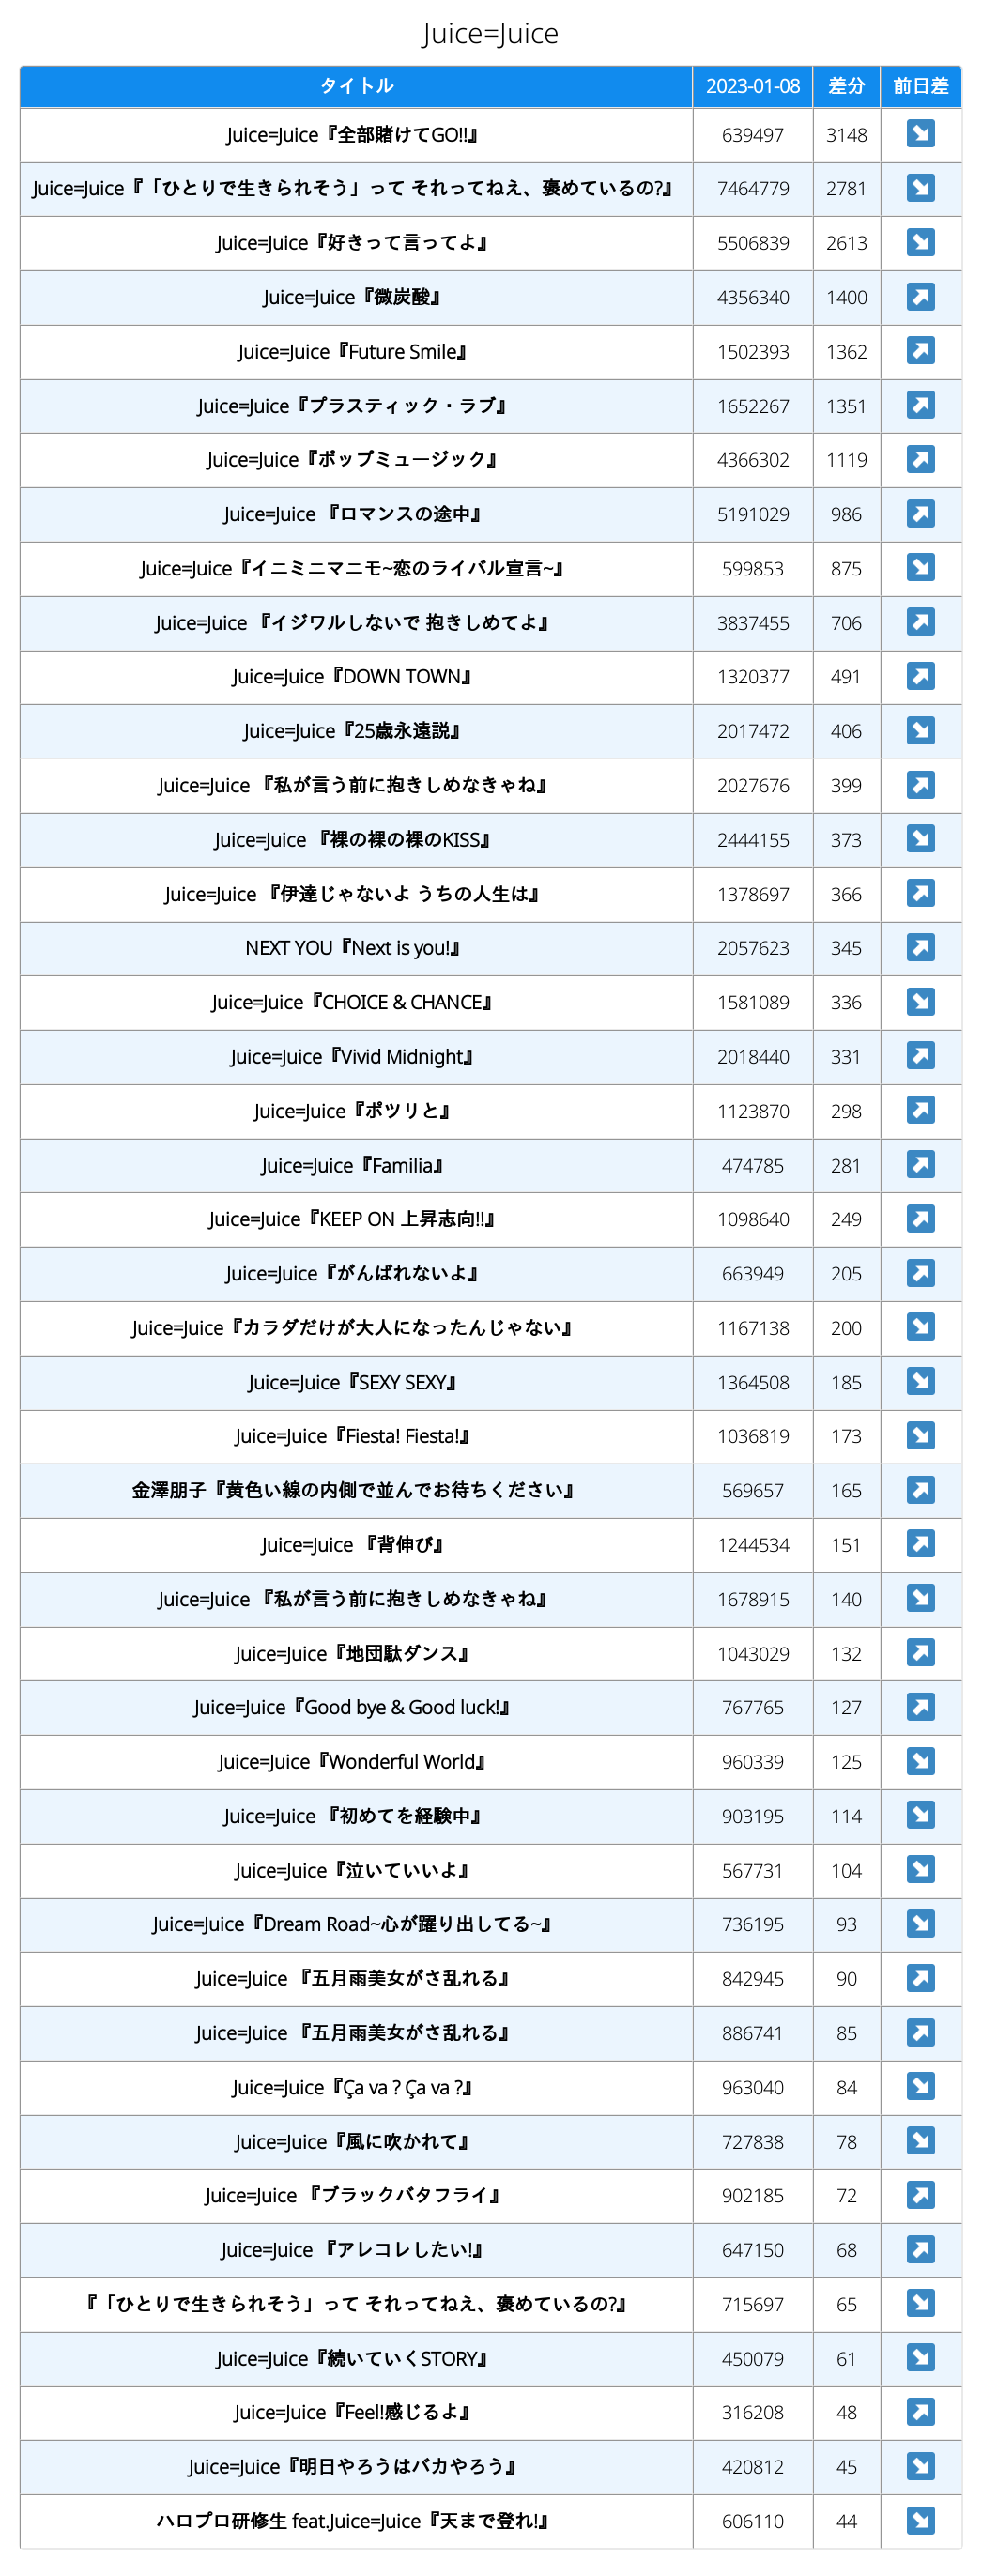 Juice=Juice
タイトル 2023-01-08 差分 前日差
Juice=Juice『全部賭けてGO!!』 639497 3148 ↘
Juice=Juice『「ひとりで生きられそう」って それってねえ、褒めているの?』 7464779 2781 ↘
Juice=Juice『好きって言ってよ』 5506839 2613 ↘
Juice=Juice『微炭酸』 4356340 1400 ↗
Juice=Juice『Future Smile』 1502393 1362 ↗
Juice=Juice『プラスティック・ラブ』 1652267 1351 ↗
Juice=Juice『ポップミュージック』 4366302 1119 ↗
Juice=Juice 『ロマンスの途中』 5191029 986 ↗
Juice=Juice『イニミニマニモ~恋のライバル宣言~』 599853 875 ↘
Juice=Juice 『イジワルしないで 抱きしめてよ』 3837455 706 ↗
Juice=Juice『DOWN TOWN』 1320377 491 ↗
Juice=Juice『25歳永遠説』 2017472 406 ↘
Juice=Juice 『私が言う前に抱きしめなきゃね』 2027676 399 ↗
Juice=Juice 『裸の裸の裸のKISS』 2444155 373 ↘
Juice=Juice 『伊達じゃないよ うちの人生は』 1378697 366 ↗
NEXT YOU『Next is you!』 2057623 345 ↗
Juice=Juice『CHOICE & CHANCE』 1581089 336 ↘
Juice=Juice『Vivid Midnight』 2018440 331 ↗
Juice=Juice『ポツリと』 1123870 298 ↗
Juice=Juice『Familia』 474785 281 ↗
Juice=Juice『KEEP ON 上昇志向!!』 1098640 249 ↗
Juice=Juice『がんばれないよ』 663949 205 ↗
Juice=Juice『カラダだけが大人になったんじゃない』 1167138 200 ↘
Juice=Juice『SEXY SEXY』 1364508 185 ↘
Juice=Juice『Fiesta! Fiesta!』 1036819 173 ↘
金澤朋子『黄色い線の内側で並んでお待ちください』 569657 165 ↗
Juice=Juice 『背伸び』 1244534 151 ↗
Juice=Juice 『私が言う前に抱きしめなきゃね』 1678915 140 ↘
Juice=Juice『地団駄ダンス』 1043029 132 ↗
Juice=Juice『Good bye & Good luck!』 767765 127 ↗
Juice=Juice『Wonderful World』 960339 125 ↘
Juice=Juice 『初めてを経験中』 903195 114 ↘
Juice=Juice『泣いていいよ』 567731 104 ↘
Juice=Juice『Dream Road~心が躍り出してる~』 736195 93 ↘
Juice=Juice 『五月雨美女がさ乱れる』 842945 90 ↗
Juice=Juice 『五月雨美女がさ乱れる』 886741 85 ↗
Juice=Juice『Ça va ? Ça va ?』 963040 84 ↘
Juice=Juice『風に吹かれて』 727838 78 ↘
Juice=Juice 『ブラックバタフライ』 902185 72 ↗
Juice=Juice 『アレコレしたい!』 647150 68 ↗
『「ひとりで生きられそう」って それってねえ、褒めているの?』 715697 65 ↘
Juice=Juice『続いていくSTORY』 450079 61 ↘
Juice=Juice『Feel!感じるよ』 316208 48 ↗
Juice=Juice『明日やろうはバカやろう』 420812 45 ↘
ハロプロ研修生 feat.Juice=Juice『天まで登れ!』 606110 44 ↘